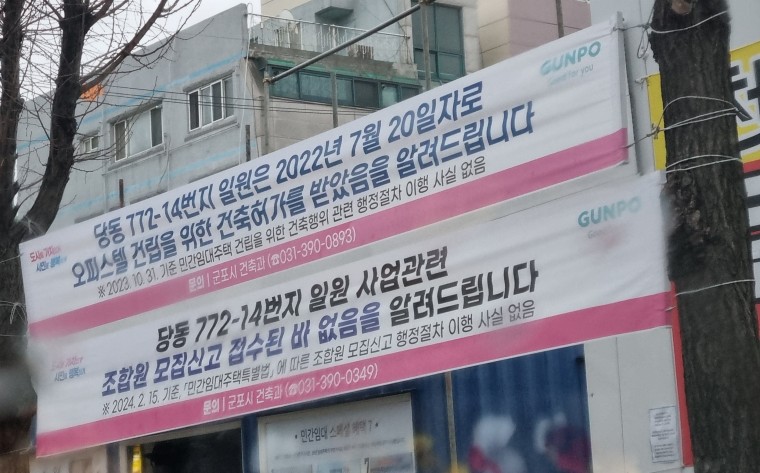 GUNPO
당동 772-14번지 일원은 2022년 7월 20일자로
오피스텔 건립을 위한 건축허가를 받았음을 알려드립니다
※ 2023. 10. 31. 기준 민간임대주택 건립을 위한 건축행위 관련 행정절차 이행 사실 없음
문의 | 군포시 건축과 (☎031-390-0893)
GUNPO
당동 772-14번지 일원 사업관련
조합원 모집신고 접수된 바 없음을 알려드립니다
※ 2024. 2. 15. 기준, 「민간임대주택특별법」에 따른 조합원 모집신고 행정절차 이행 사실 없음
문의 | 군포시 건축과 (☎031-390-0349)
민간임대 스페셜 혜택 7